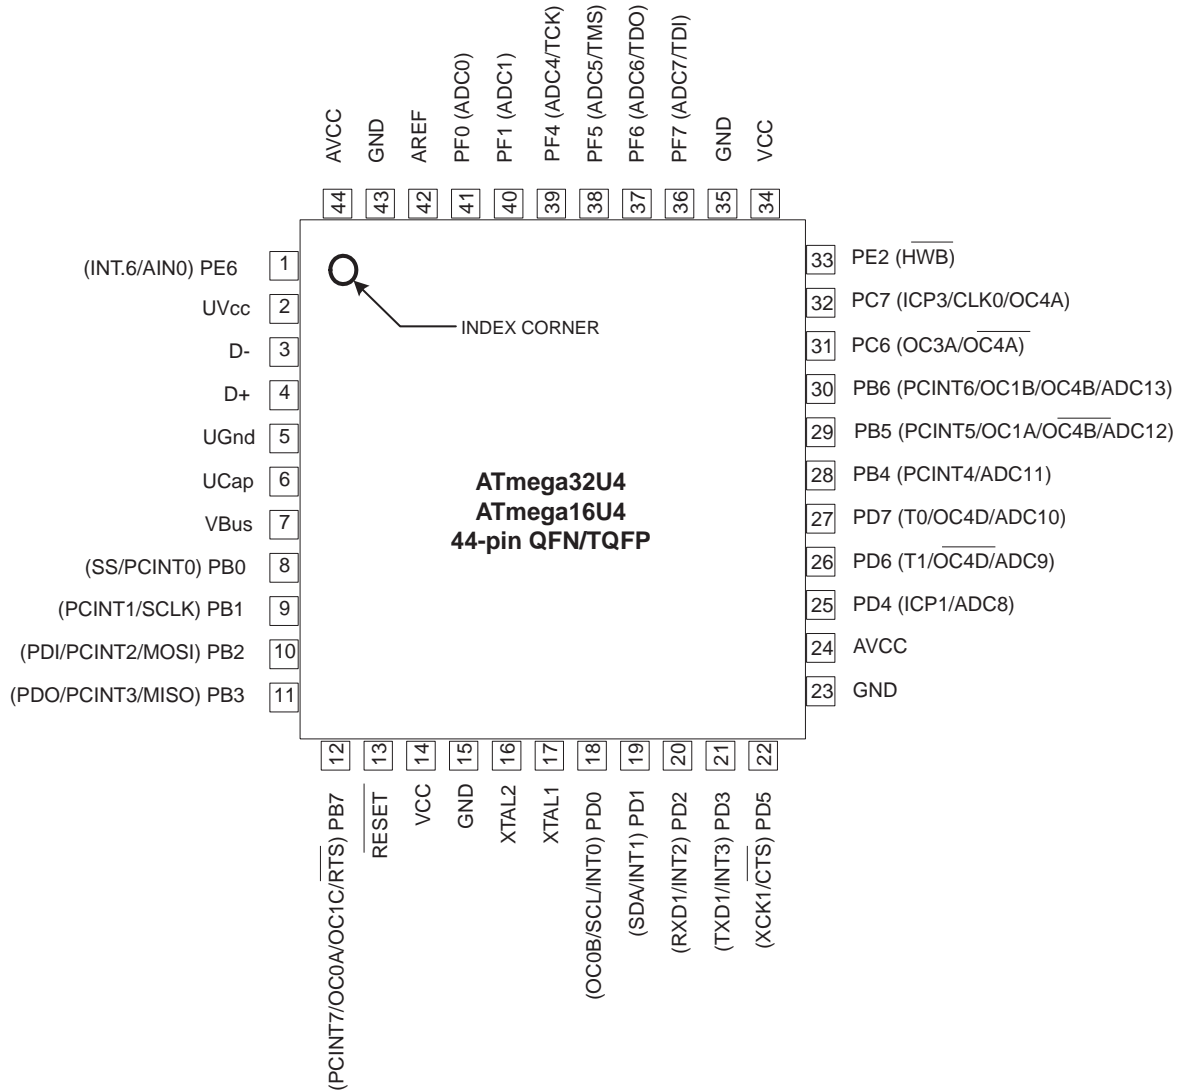 AVCC
GND
AREF
PF0 (ADC0)
PF1 (ADC1)
PF4 (ADC4/TCK)
PF5 (ADC5/TMS)
PF6 (ADC6/TDO)
PF7 (ADC7/TDI)
GND
VCC
44
43
42
41
40
39
38
37
36
35
34
(INT.6/AIN0) PE6 1
UVcc 2
D- 3
D+ 4
UGnd 5
UCap 6
VBus 7
(SS/PCINT0) PB0 8
(PCINT1/SCLK) PB1 9
(PDI/PCINT2/MOSI) PB2 10
(PDO/PCINT3/MISO) PB3 11
INDEX CORNER
ATmega32U4
ATmega16U4
44-pin QFN/TQFP
33 PE2 (HWB)
32 PC7 (ICP3/CLK0/OC4A)
31 PC6 (OC3A/OC4A)
30 PB6 (PCINT6/OC1B/OC4B/ADC13)
29 PB5 (PCINT5/OC1A/OC4B/ADC12)
28 PB4 (PCINT4/ADC11)
27 PD7 (T0/OC4D/ADC10)
26 PD6 (T1/OC4D/ADC9)
25 PD4 (ICP1/ADC8)
24 AVCC
23 GND
12
13
14
15
16
17
18
19
20
21
22
(PCINT7/OC0A/OC1C/RTS) PB7
RESET
VCC
GND
XTAL2
XTAL1
(OC0B/SCL/INT0) PD0
(SDA/INT1) PD1
(RXD1/INT2) PD2
(TXD1/INT3) PD3
(XCK1/CTS) PD5